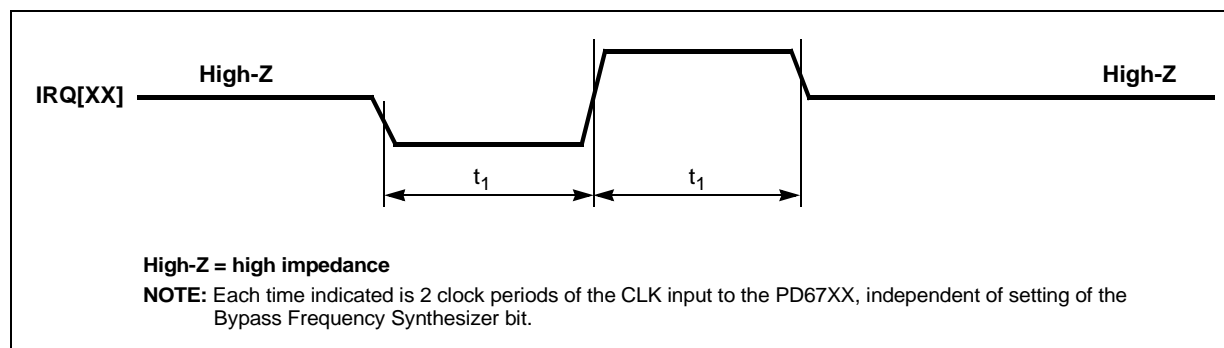 High-Z
High-Z
IRQ[XX]
t1
t1
High-Z = high impedance
NOTE: Each time indicated is 2 clock periods of the CLK input to the PD67XX, independent of setting of the
Bypass Frequency Synthesizer bit.